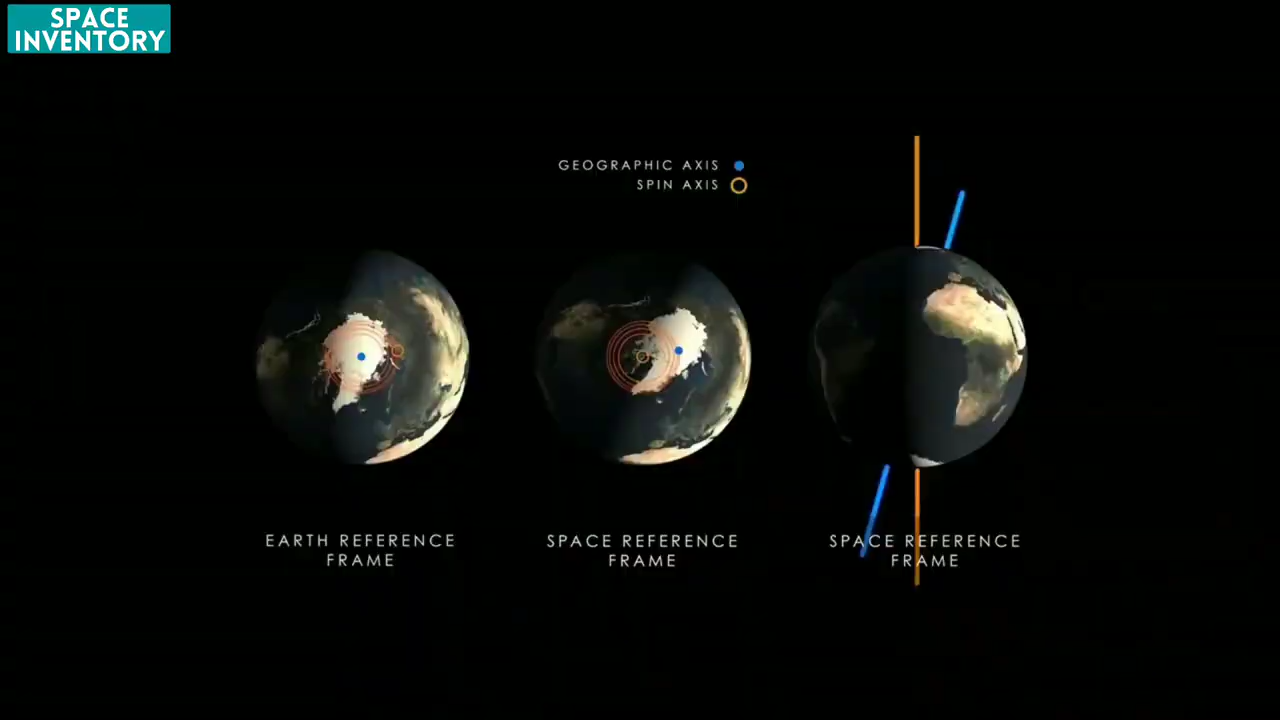 SPACE
INVENTORY
GEOGRAPHIC AXIS
SPIN AXIS
EARTH REFERENCE
FRAME
SPACE REFERENCE
FRAME
SPACE REFERENCE
FRAME